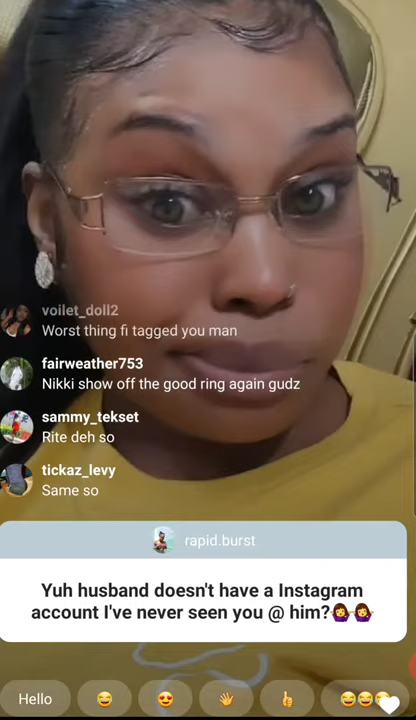 voilet_doll2
Worst thing fi tagged you man
fairweather753
Nikki show off the good ring again gudz
sammy_tekset
Rite deh so
tickaz_levy
Same so
rapid.burst
Yuh husband doesn't have a Instagram
account I've never seen you @ him?🤷‍♀️🤷‍♀️
Hello